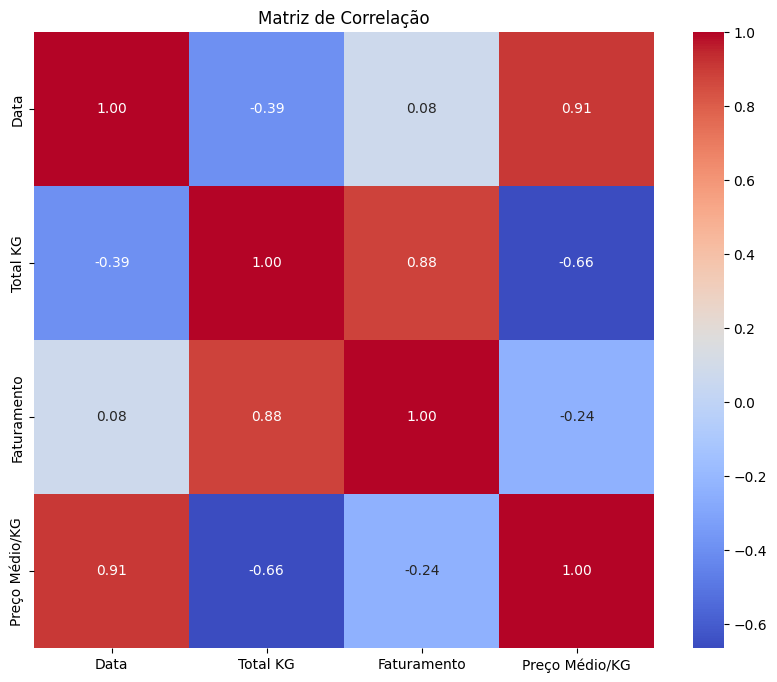 Matriz de Correlação
Data
1.00
-0.39
0.08
0.91
Total KG
-0.39
1.00
0.88
-0.66
Faturamento
0.08
0.88
1.00
-0.24
Preço Médio/KG
0.91
-0.66
-0.24
1.00
Data
Total KG
Faturamento
Preço Médio/KG
1.0
0.8
0.6
0.4
0.2
0.0
−0.2
−0.4
−0.6